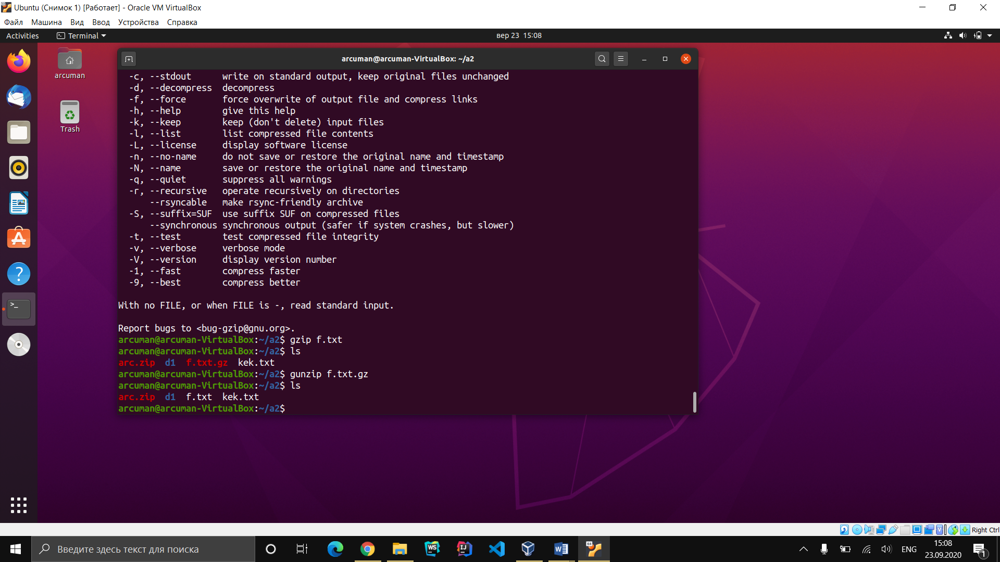 Ubuntu (Снимок 1) [Работает] - Oracle VM VirtualBox
Файл Машина Вид Ввод Устройства Справка
Activities Terminal вер 23 15:08
arcuman
Trash
arcuman@arcuman-VirtualBox: ~/a2
-c, --stdout write on standard output, keep original files unchanged
-d, --decompress decompress
-f, --force force overwrite of output file and compress links
-h, --help give this help
-k, --keep keep (don't delete) input files
-l, --list list compressed file contents
-L, --license display software license
-n, --no-name do not save or restore the original name and timestamp
-N, --name save or restore the original name and timestamp
-q, --quiet suppress all warnings
-r, --recursive operate recursively on directories
--rsyncable make rsync-friendly archive
-S, --suffix=SUF use suffix SUF on compressed files
--synchronous synchronous output (safer if system crashes, but slower)
-t, --test test compressed file integrity
-v, --verbose verbose mode
-V, --version display version number
-1, --fast compress faster
-9, --best compress better
With no FILE, or when FILE is -, read standard input.
Report bugs to <bug-gzip@gnu.org>.
arcuman@arcuman-VirtualBox:~/a2$ gzip f.txt
arcuman@arcuman-VirtualBox:~/a2$ ls
arc.zip d1 f.txt.gz kek.txt
arcuman@arcuman-VirtualBox:~/a2$ gunzip f.txt.gz
arcuman@arcuman-VirtualBox:~/a2$ ls
arc.zip d1 f.txt kek.txt
arcuman@arcuman-VirtualBox:~/a2$
Right Ctrl
Введите здесь текст для поиска
WS
IJ
W
64
ENG
15:08
23.09.2020
1